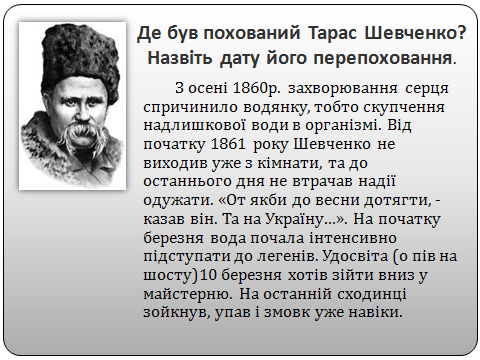 Де був похований Тарас Шевченко?
Назвіть дату його перепоховання.
З осені 1860р. захворювання серця
спричинило водянку, тобто скупчення
надлишкової води в організмі. Від
початку 1861 року Шевченко не
виходив уже з кімнати, та до
останнього дня не втрачав надії
одужати. «От якби до весни дотягти, -
казав він. Та на Україну...». На початку
березня вода почала інтенсивно
підступати до легенів. Удосвіта (о пів на
шосту)10 березня хотів зійти вниз у
майстерню. На останній сходинці
зойкнув, упав і змовк уже навіки.